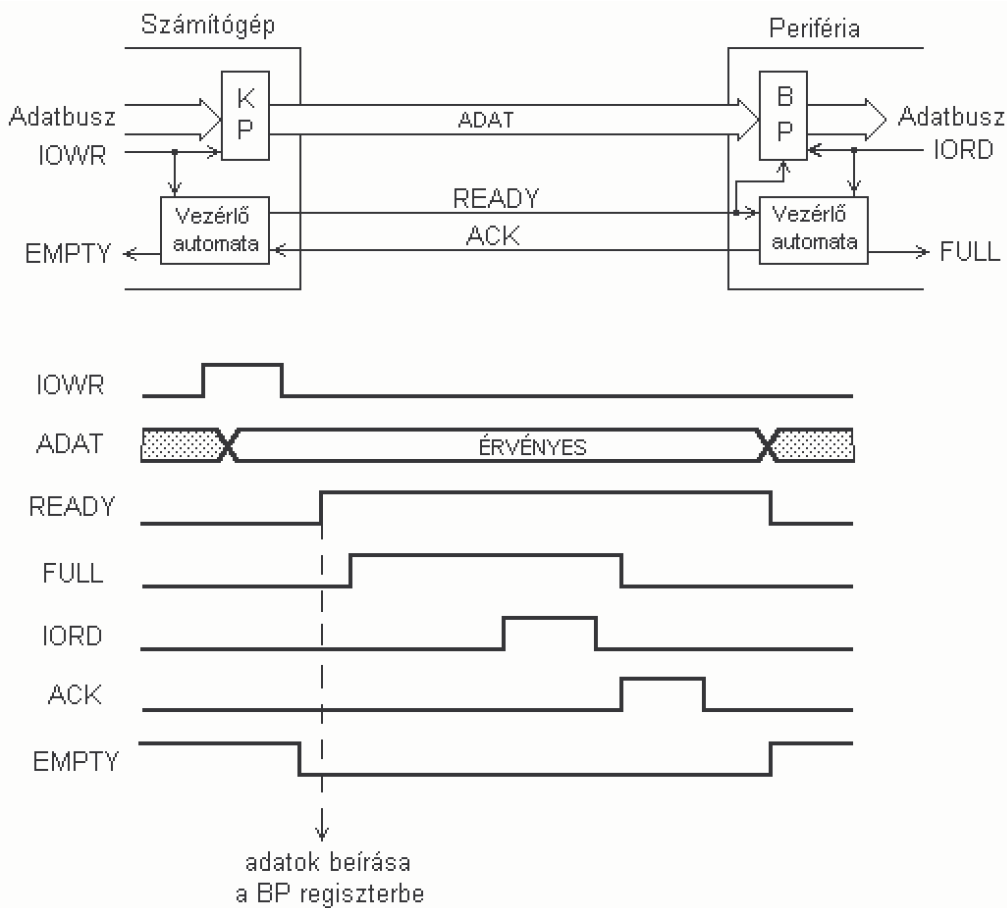 Számítógép
Periféria
Adatbusz
IOWR
K
P
ADAT
B
P
Adatbusz
IORD
Vezérlő
automata
READY
ACK
Vezérlő
automata
EMPTY
FULL
IOWR
ADAT
ÉRVÉNYES
READY
FULL
IORD
ACK
EMPTY
adatok beírása
a BP regiszterbe